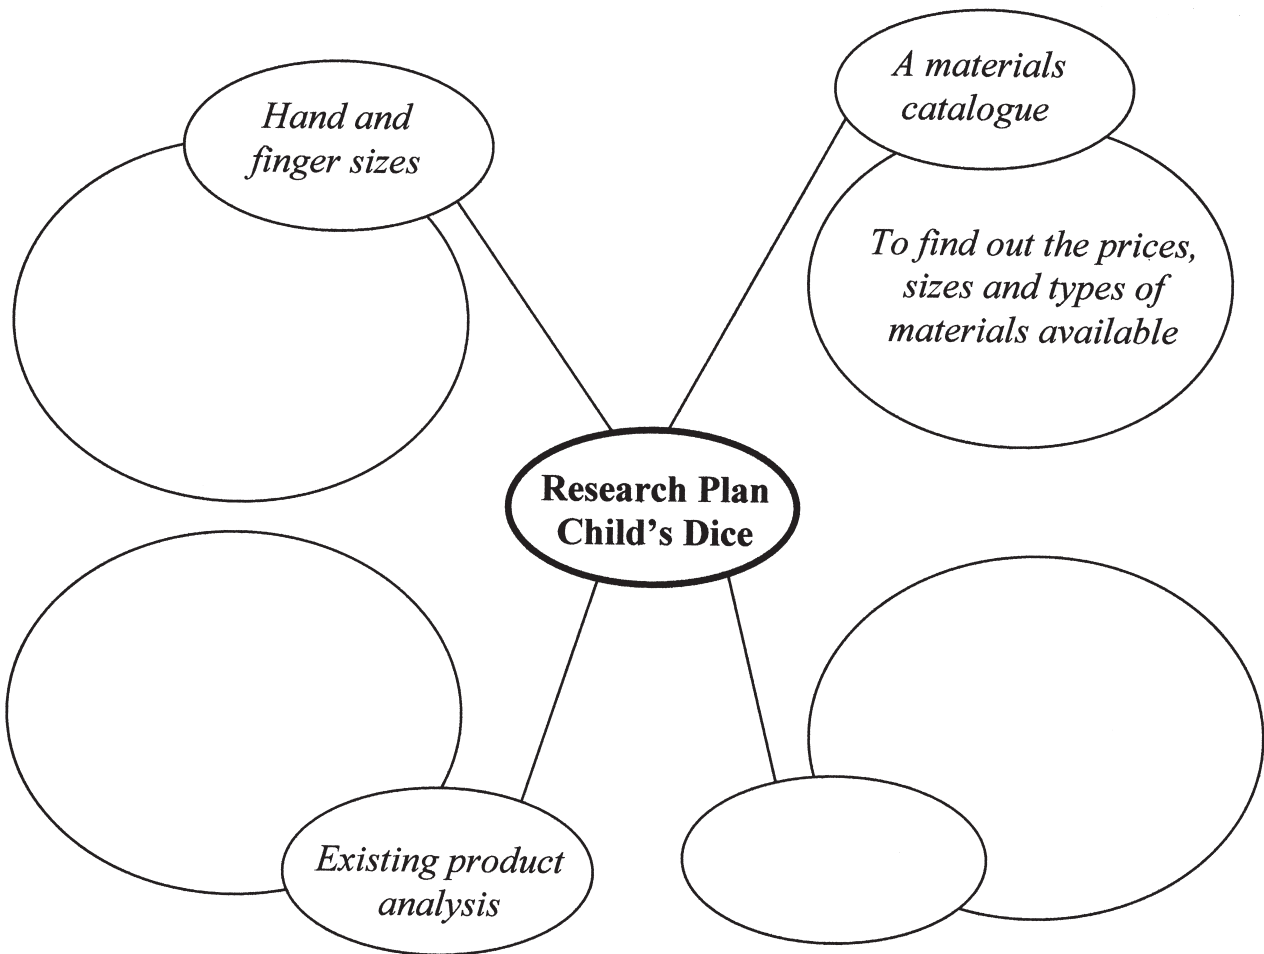 Hand and
finger sizes
A materials
catalogue
To find out the prices,
sizes and types of
materials available
Research Plan
Child's Dice
Existing product
analysis